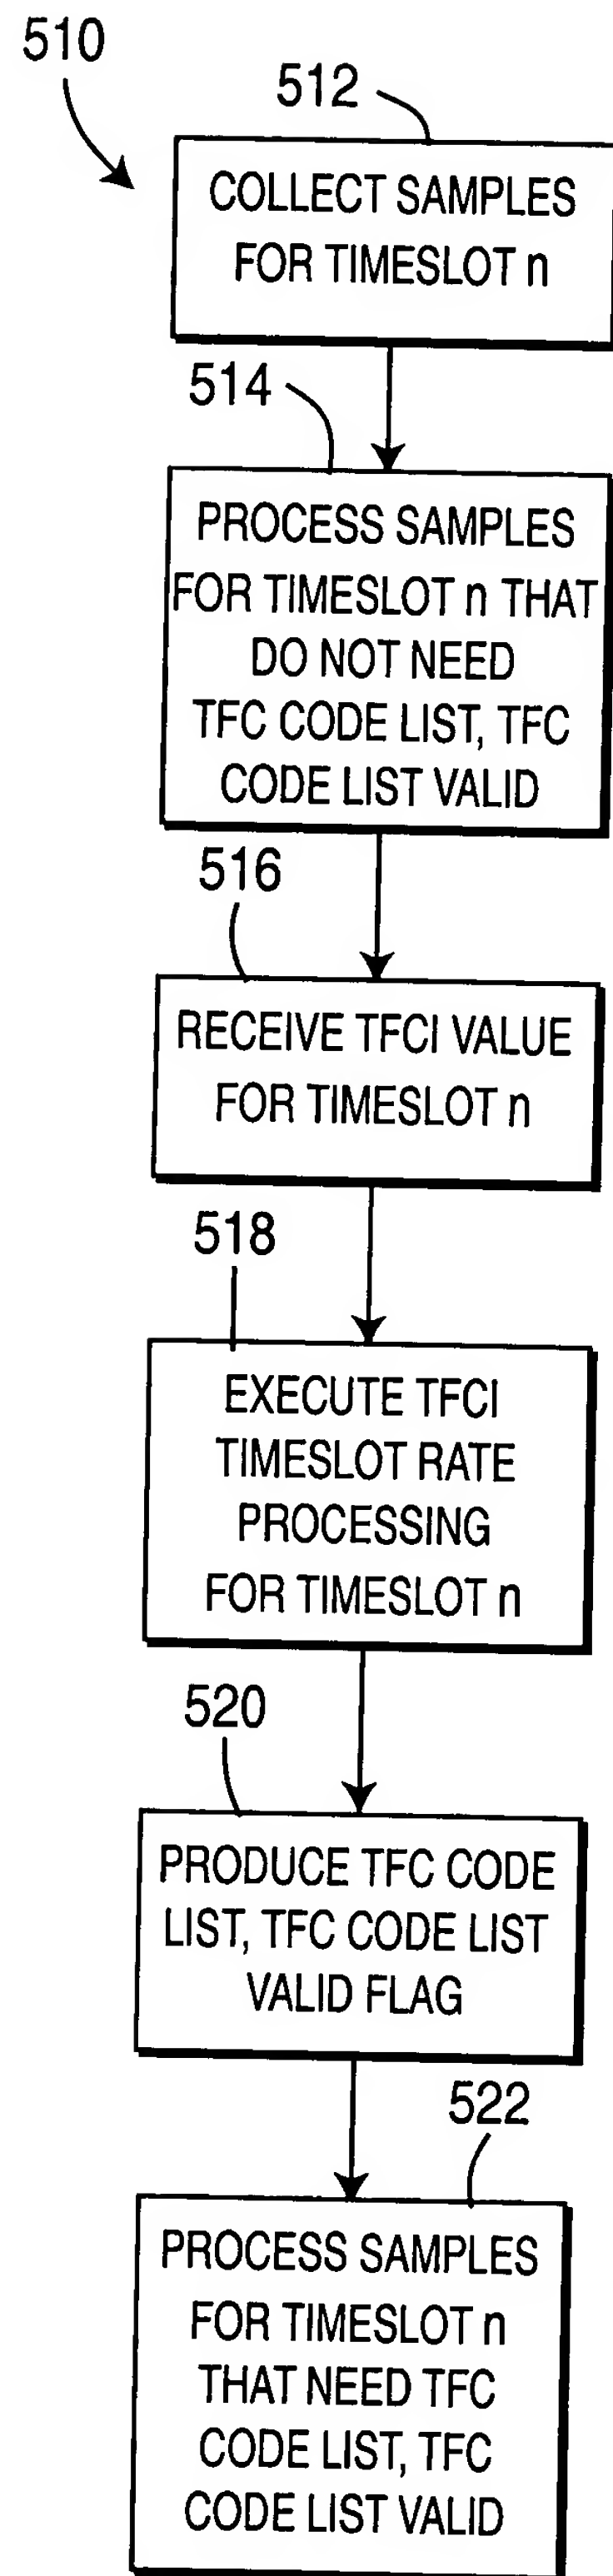 510
512
COLLECT SAMPLES
FOR TIMESLOT n
514
PROCESS SAMPLES
FOR TIMESLOT n THAT
DO NOT NEED
TFC CODE LIST, TFC
CODE LIST VALID
516
RECEIVE TFCI VALUE
FOR TIMESLOT n
518
EXECUTE TFCI
TIMESLOT RATE
PROCESSING
FOR TIMESLOT n
520
PRODUCE TFC CODE
LIST, TFC CODE LIST
VALID FLAG
522
PROCESS SAMPLES
FOR TIMESLOT n
THAT NEED TFC
CODE LIST, TFC
CODE LIST VALID